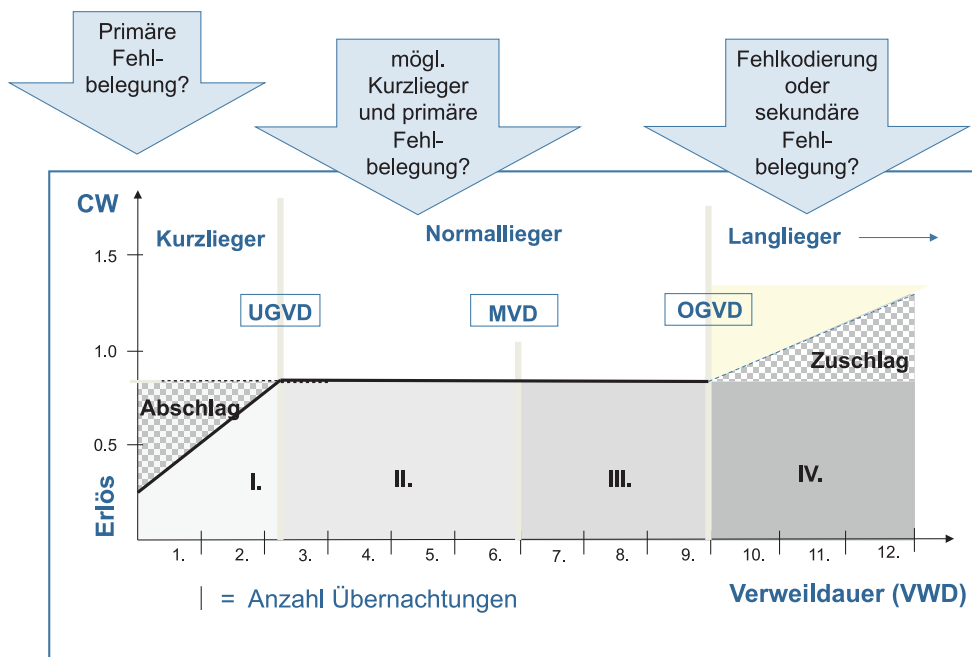 Primäre
Fehl-
belegung?
mögl.
Kurzlieger
und primäre
Fehl-
belegung?
Fehlkodierung
oder
sekundäre
Fehl-
belegung?
CW
Kurzlieger
Normallieger
Langlieger
1.5
UGVD
MVD
OGVD
1.0
Zuschlag
Abschlag
0.5
I.
II.
III.
IV.
Erlös
1. 2. 3. 4. 5. 6. 7. 8. 9. 10. 11. 12.
| = Anzahl Übernachtungen
Verweildauer (VWD)